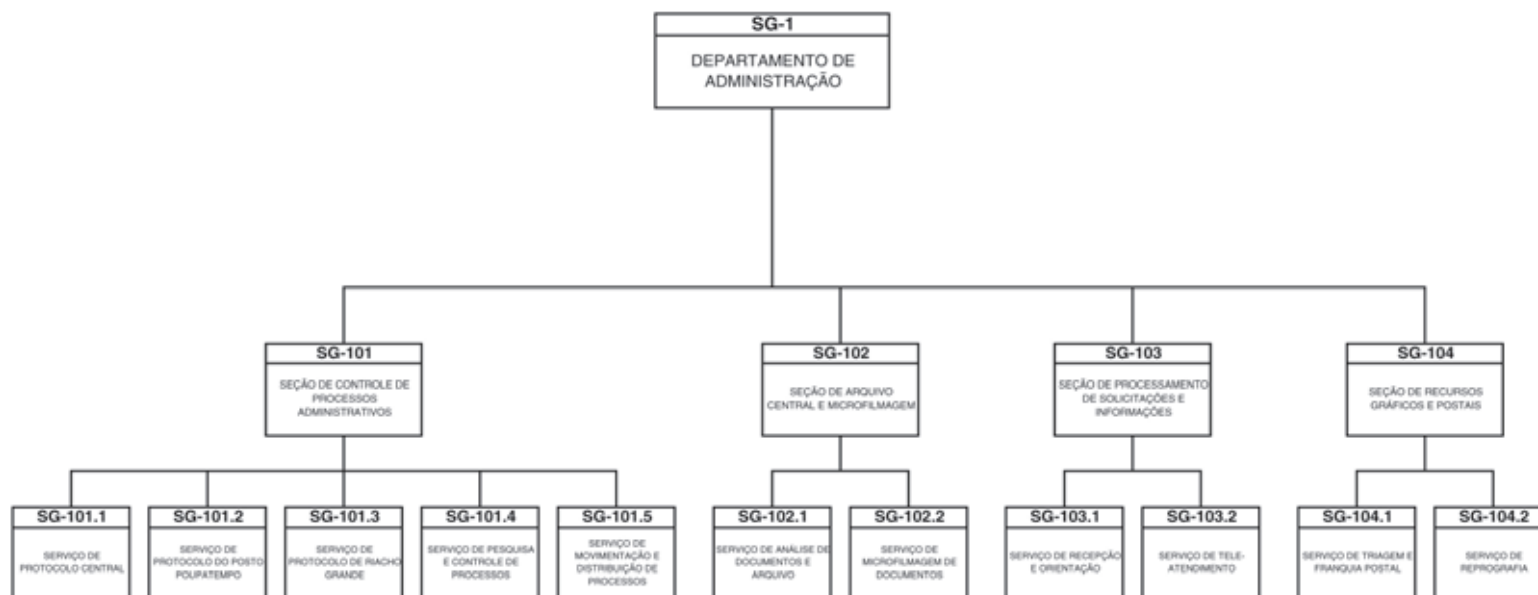 SG-1
DEPARTAMENTO DE
ADMINISTRAÇÃO
SG-101
SEÇÃO DE CONTROLE DE
PROCESSOS
ADMINISTRATIVOS
SG-102
SEÇÃO DE ARQUIVO
CENTRAL E MICROFILMAGEM
SG-103
SEÇÃO DE PROCESSAMENTO
DE SOLICITAÇÕES E
INFORMAÇÕES
SG-104
SEÇÃO DE RECURSOS
GRÁFICOS E POSTAIS
SG-101.1
SERVIÇO DE
PROTOCOLO CENTRAL
SG-101.2
SERVIÇO DE
PROTOCOLO DO POSTO
POUPATEMPO
SG-101.3
SERVIÇO DE
PROTOCOLO DE RIACHO
GRANDE
SG-101.4
SERVIÇO DE PESQUISA
E CONTROLE DE
PROCESSOS
SG-101.5
SERVIÇO DE
MOVIMENTAÇÃO E
DISTRIBUIÇÃO DE
PROCESSOS
SG-102.1
SERVIÇO DE ANÁLISE DE
DOCUMENTOS E
ARQUIVO
SG-102.2
SERVIÇO DE
MICROFILMAGEM DE
DOCUMENTOS
SG-103.1
SERVIÇO DE RECEPÇÃO
E ORIENTAÇÃO
SG-103.2
SERVIÇO DE TELE-
ATENDIMENTO
SG-104.1
SERVIÇO DE TRIAGEM E
FRANQUIA POSTAL
SG-104.2
SERVIÇO DE
REPROGRAFIA